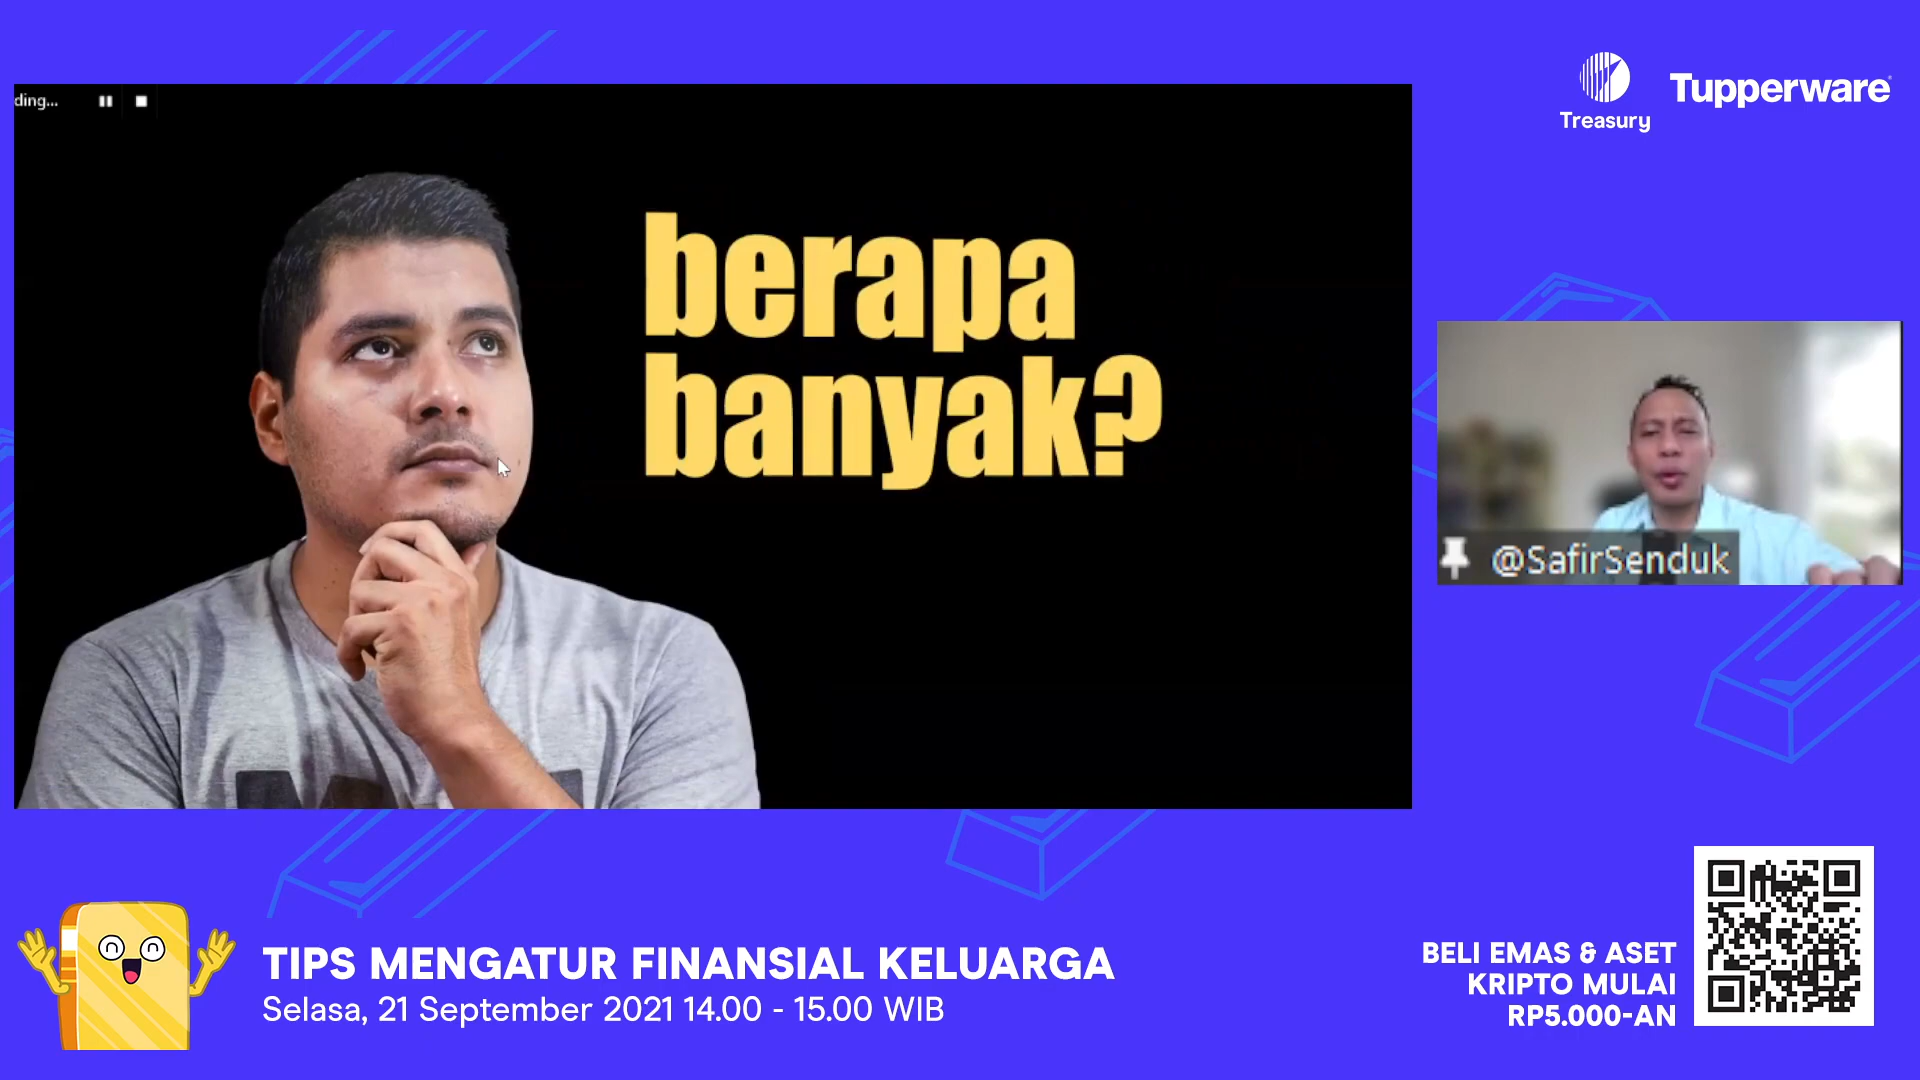 ding...
Treasury
Tupperware
berapa
banyak?
@SafirSenduk
TIPS MENGATUR FINANSIAL KELUARGA
Selasa, 21 September 2021 14.00 - 15.00 WIB
BELI EMAS & ASET
KRIPTO MULAI
RP5.000-AN